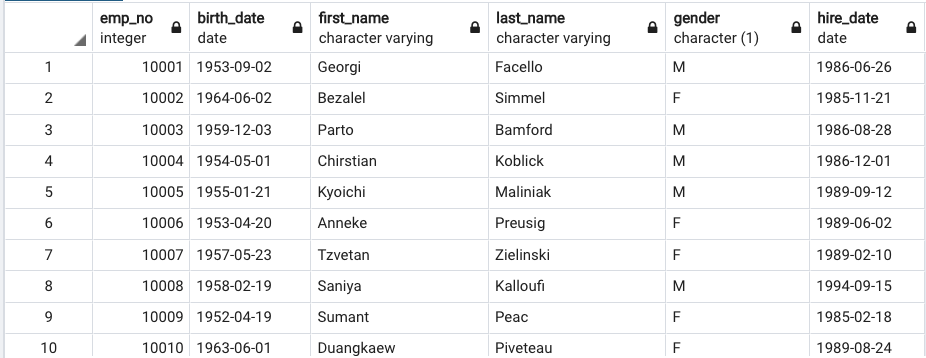 emp_no birth_date first_name last_name gender hire_date
integer date character varying character varying character (1) date
1 10001 1953-09-02 Georgi Facello M 1986-06-26
2 10002 1964-06-02 Bezalel Simmel F 1985-11-21
3 10003 1959-12-03 Parto Bamford M 1986-08-28
4 10004 1954-05-01 Chirstian Koblick M 1986-12-01
5 10005 1955-01-21 Kyoichi Maliniak M 1989-09-12
6 10006 1953-04-20 Anneke Preusig F 1989-06-02
7 10007 1957-05-23 Tzvetan Zielinski F 1989-02-10
8 10008 1958-02-19 Saniya Kalloufi M 1994-09-15
9 10009 1952-04-19 Sumant Peac F 1985-02-18
10 10010 1963-06-01 Duangkaew Piveteau F 1989-08-24